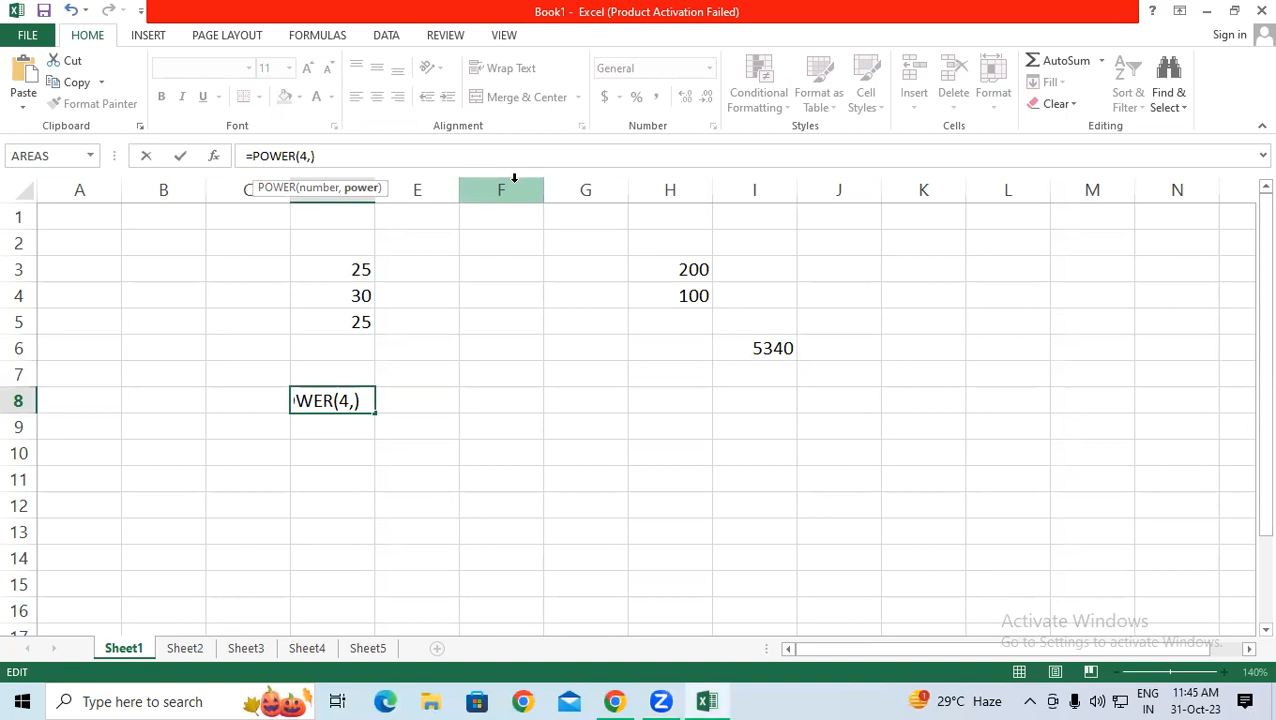 Book1 - Excel (Product Activation Failed)
FILE HOME INSERT PAGE LAYOUT FORMULAS DATA REVIEW VIEW Sign in
Paste Cut Copy Format Painter Clipboard
11 B I U A A A Font
Wrap Text Merge & Center Alignment
General $ % , Number
Conditional Formatting Format as Table Cell Styles Styles
Insert Delete Format Cells
AutoSum Fill Clear Sort & Filter Find & Select Editing
AREAS fx =POWER(4,)
POWER(number, power)
A B C E F G H I J K L M N
1
2
3 25 200
4 30 100
5 25
6 5340
7
8 WER(4,)
9
10
11
12
13
14
15
16
17
Activate Windows
Go to Settings to activate Windows.
Sheet1 Sheet2 Sheet3 Sheet4 Sheet5
EDIT 140%
Type here to search 1 29°C Haze ENG IN 11:45 AM 31-Oct-23